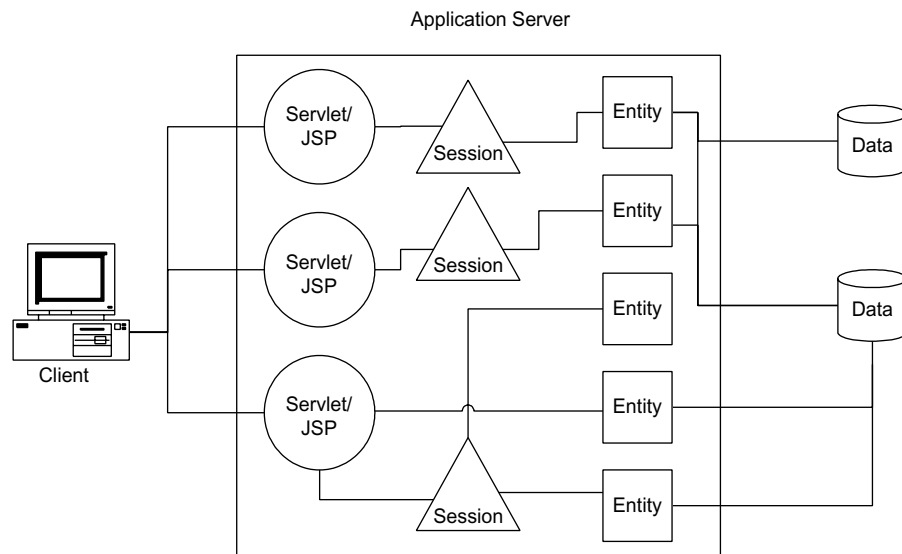 Application Server
Servlet/
JSP
Session
Entity
Data
Servlet/
JSP
Session
Entity
Entity
Data
Client
Servlet/
JSP
Entity
Session
Entity